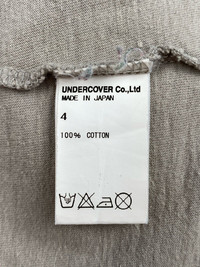 UNDERCOVER Co.,Ltd
MADE IN JAPAN
4
100% COTTON